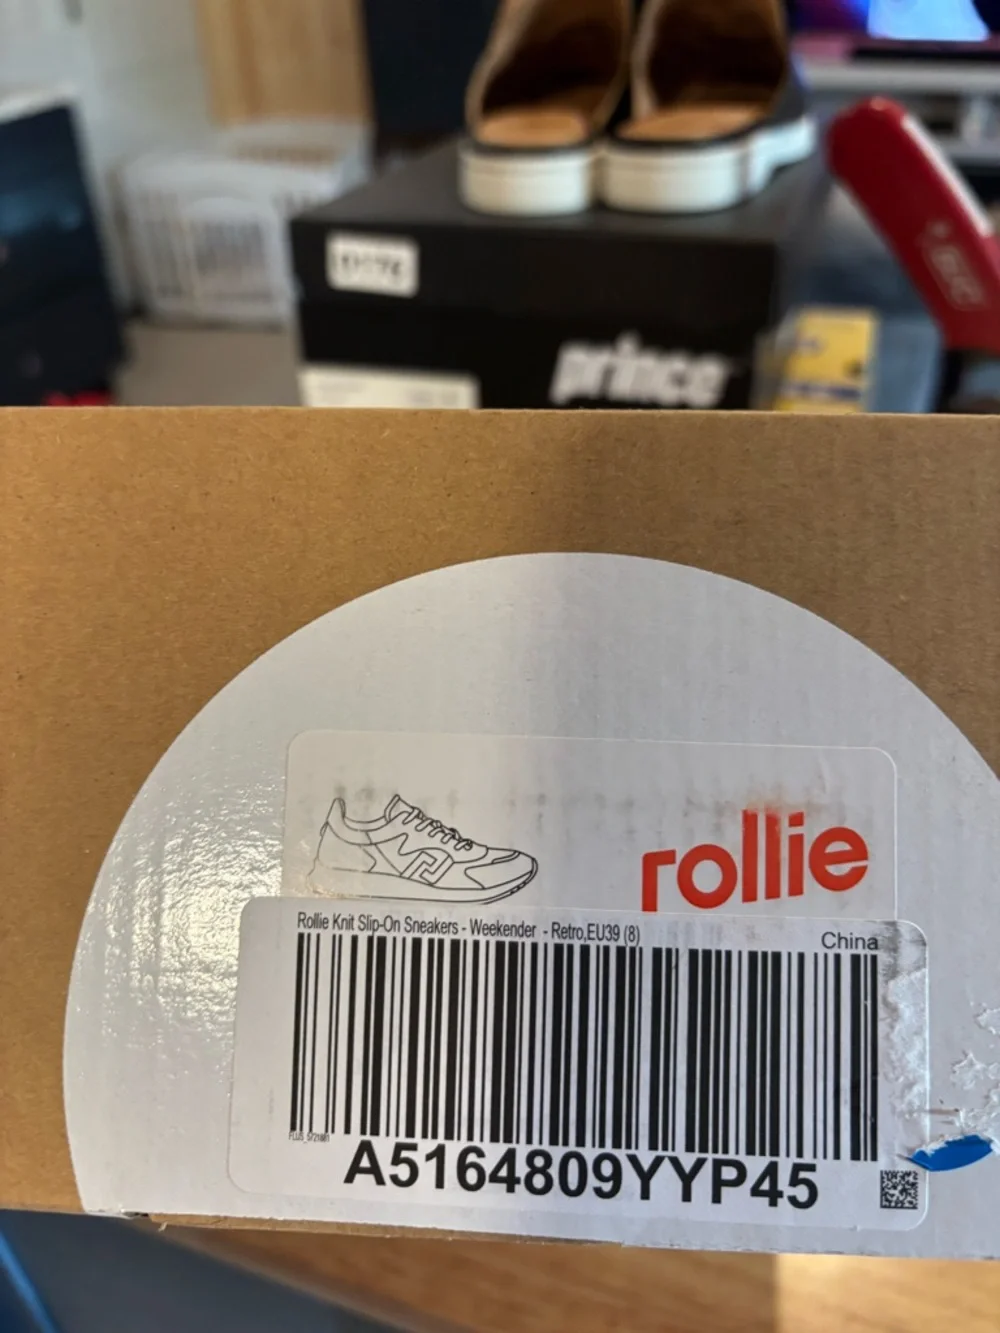 prince
rollie
Rollie Knit Slip-On Sneakers - Weekender - Retro,EU39 (8)
China
A5164809YYP45